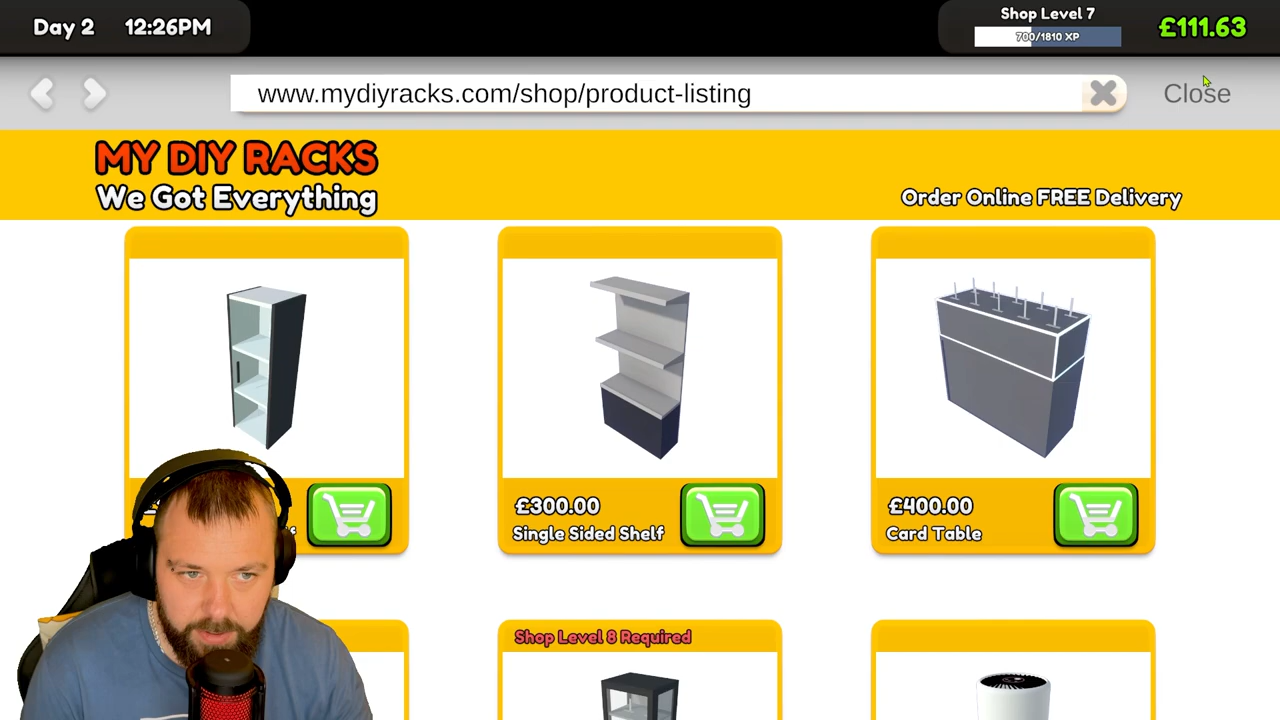 Day 2 12:26PM
Shop Level 7
700/1810 XP
£111.63
www.mydiyracks.com/shop/product-listing
Close
MY DIY RACKS
We Got Everything
Order Online FREE Delivery
£300.00
Single Sided Shelf
£400.00
Card Table
Shop Level 8 Required